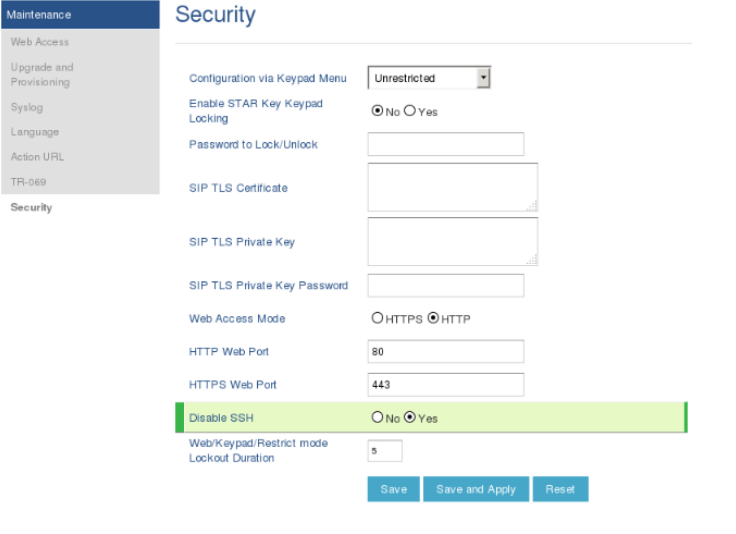 Maintenance
Web Access
Upgrade and
Provisioning
Syslog
Language
Action URL
TR-069
Security
Security
Configuration via Keypad Menu
Unrestricted
Enable STAR Key Keypad
Locking
No Yes
Password to Lock/Unlock
SIP TLS Certificate
SIP TLS Private Key
SIP TLS Private Key Password
Web Access Mode
HTTPS HTTP
HTTP Web Port
80
HTTPS Web Port
443
Disable SSH
No Yes
Web/Keypad/Restrict mode
Lockout Duration
5
Save
Save and Apply
Reset